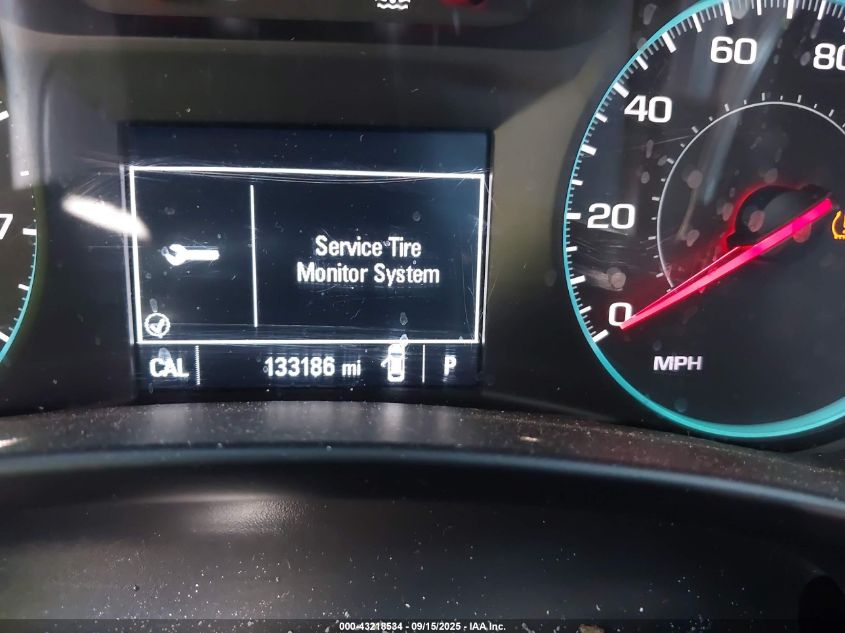 60
80
40
7
20
Service Tire
Monitor System
0
CAL
133186 mi
P
MPH
000-43218534 - 09/15/2025 - IAA Inc.